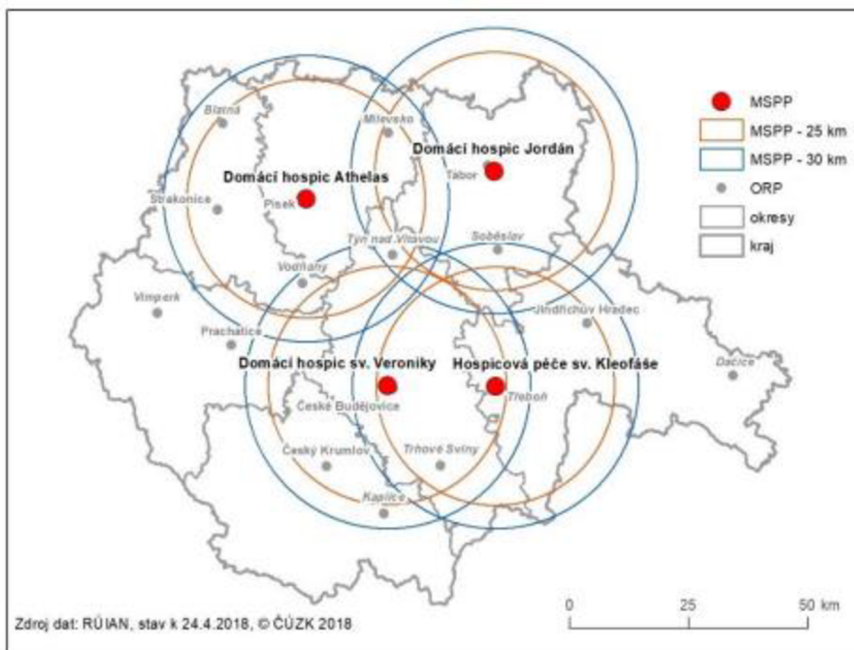 Blatná
Milevsko
Domácí hospic Jordán
Tábor
Domácí hospic Athelas
Strakonice
Písek
Týn nad Vltavou
Soběslav
Vodňany
Vimperk
Jindřichův Hradec
Prachatice
Domácí hospic sv. Veroniky
Hospicová péče sv. Kleofáše
Dačice
České Budějovice
Třeboň
Český Krumlov
Trhové Sviny
Kaplice
MSPP
MSPP - 25 km
MSPP - 30 km
ORP
okresy
kraj
Zdroj dat: RÚIAN, stav k 24.4.2018, © ČÚZK 2018
0 25 50 km